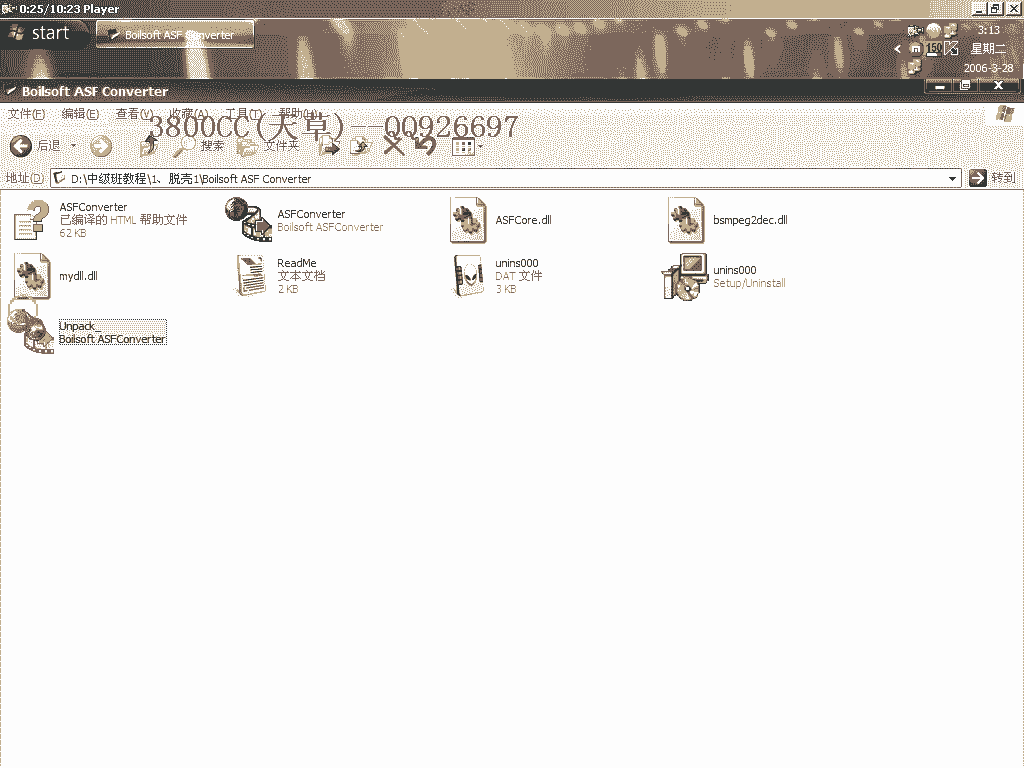 0:25/10:23 Player
start
Boilsoft ASF Converter
3:13
150
星期二
2006-3-28
Boilsoft ASF Converter
文件(F) 编辑(E) 查看(V) 收藏(A) 工具(T) 帮助(H)
3800CC(天草)--QQ926697
后退 搜索 文件夹
地址(D) D:\中级班教程\1、脱壳1\Boilsoft ASF Converter 转到
ASFConverter
已编译的 HTML 帮助文件
62 KB
ASFConverter
Boilsoft ASFConverter
ASFCore.dll
bsmpeg2dec.dll
mydll.dll
ReadMe
文本文档
2 KB
unins000
DAT 文件
3 KB
unins000
Setup/Uninstall
Unpack_
Boilsoft ASFConverter